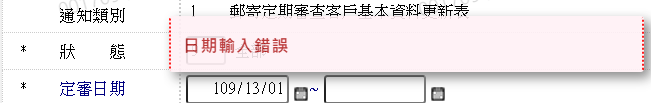 通知類別 1 郵寄定期審查客戶基本資料更新表
日期輸入錯誤
* 狀 態
* 定審日期 109/13/01 ~